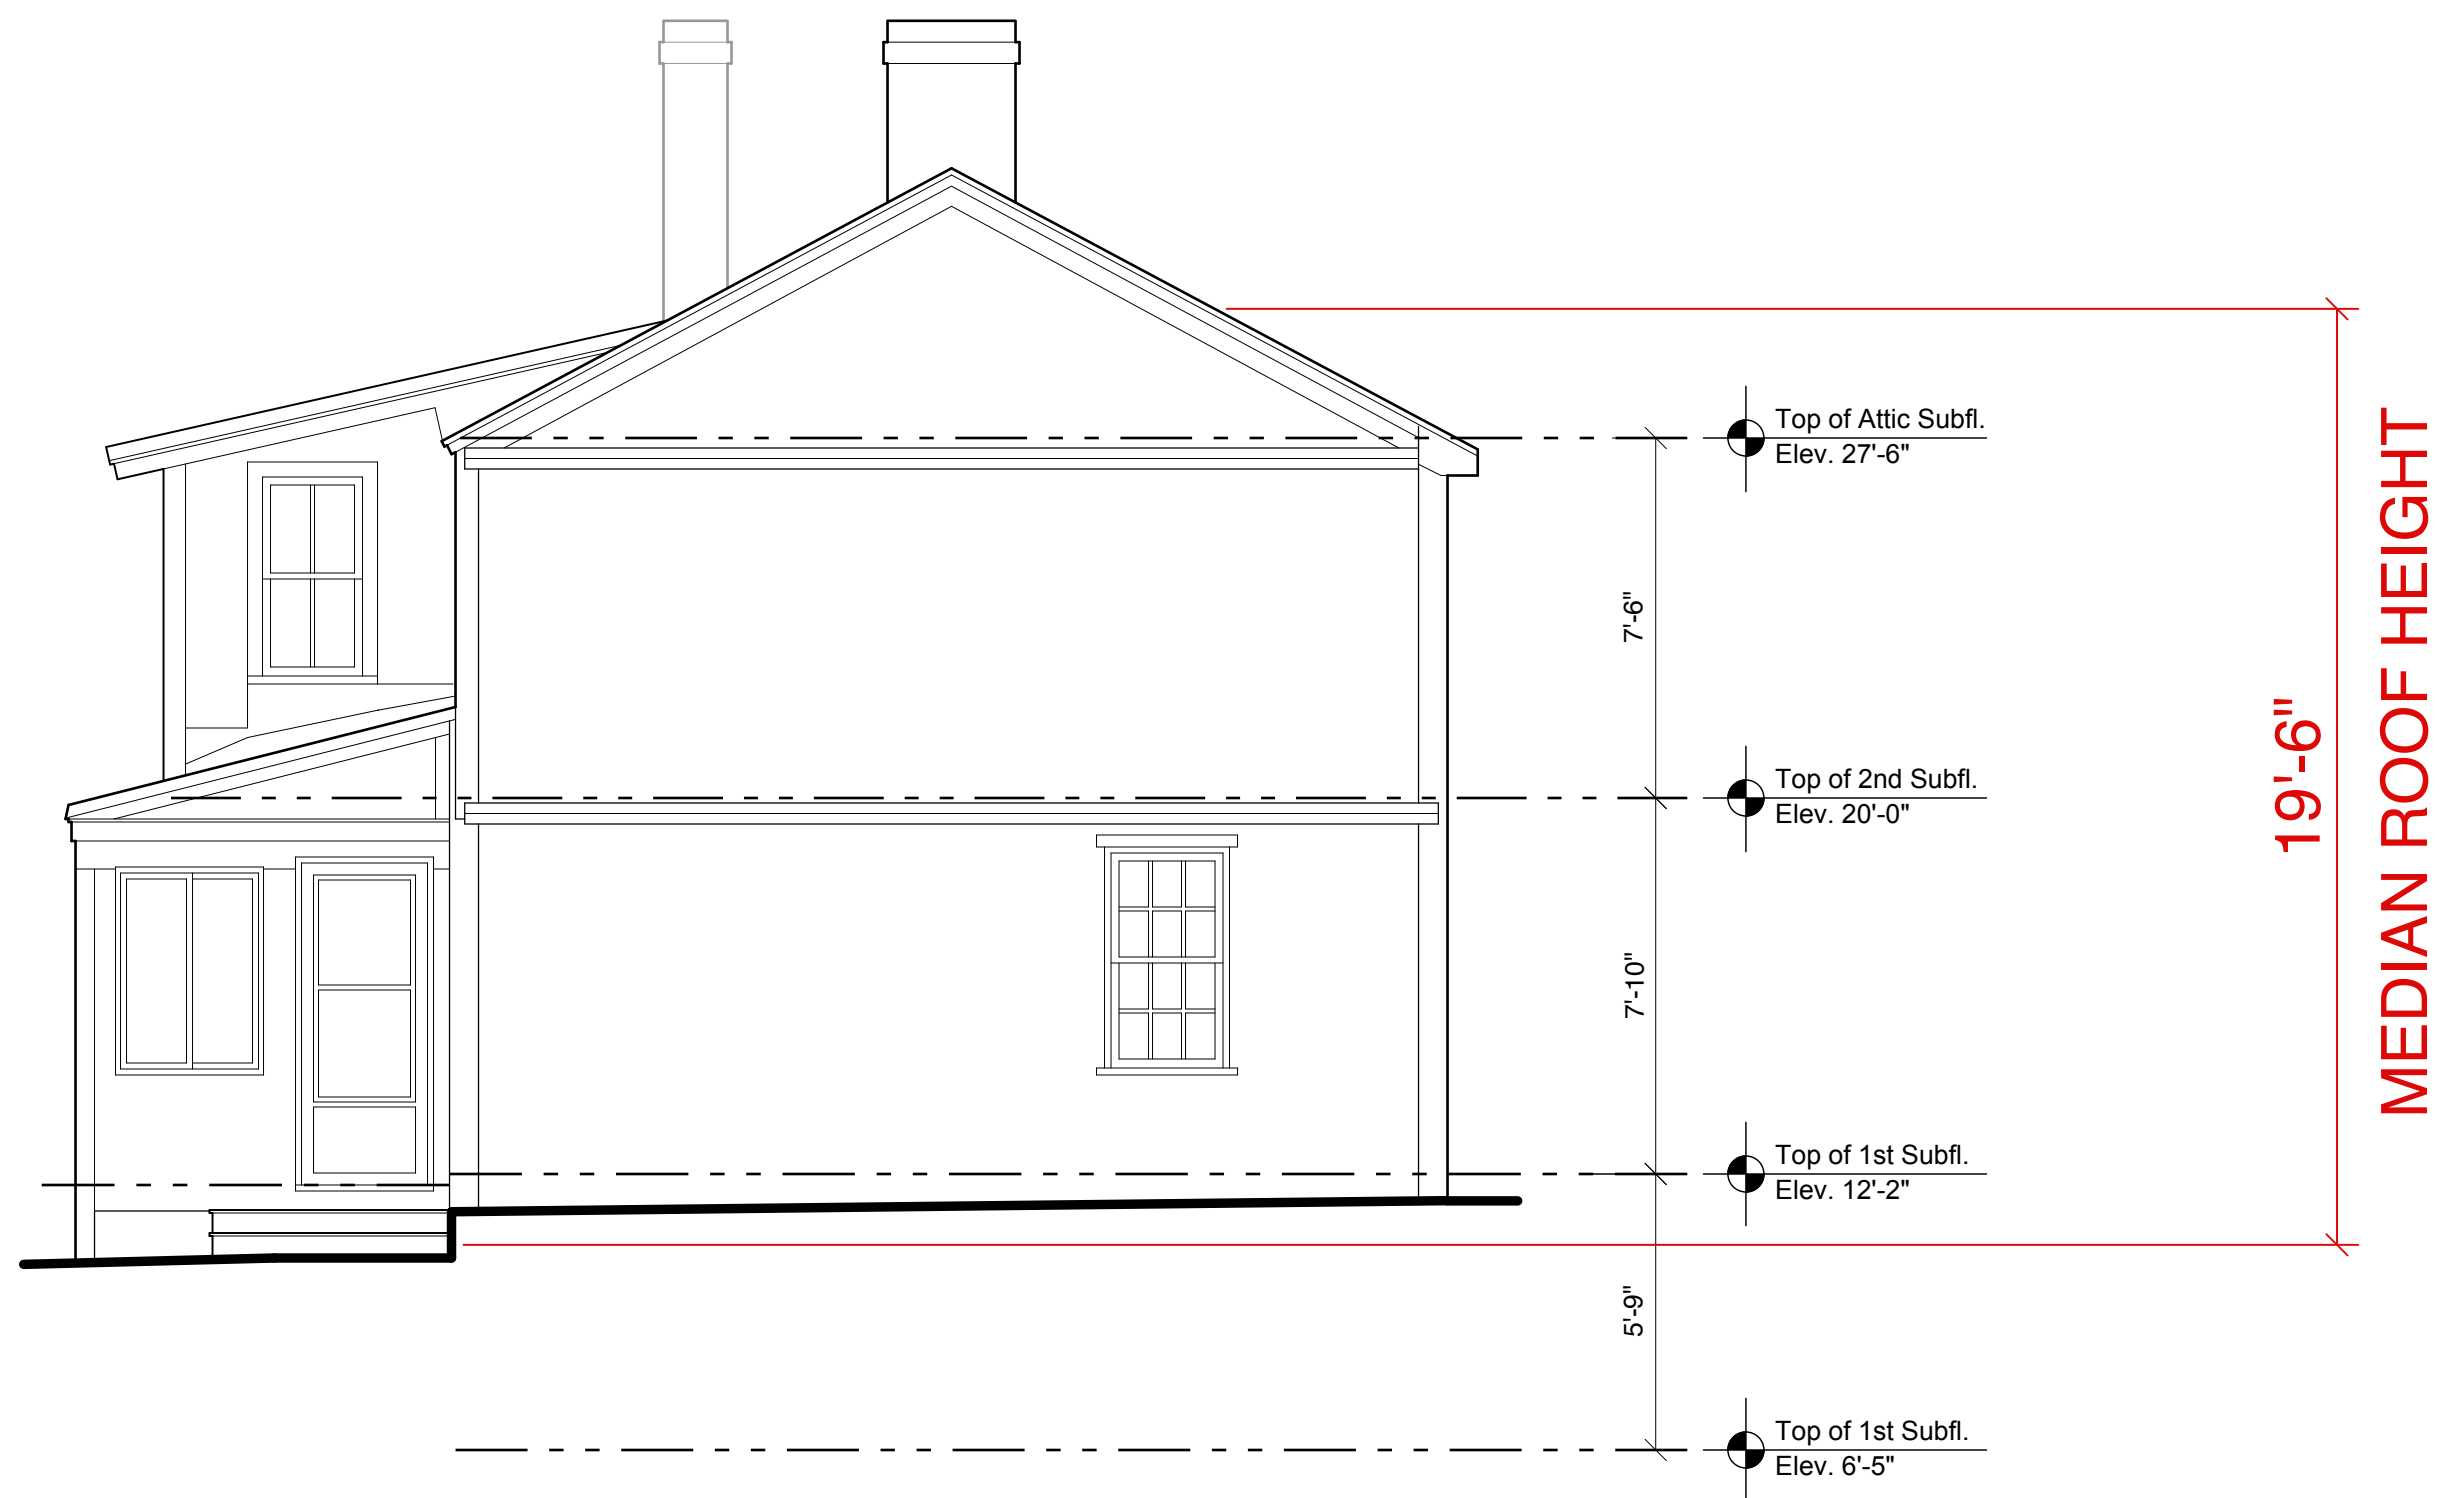 Top of Attic Subfl.
Elev. 27'-6"
7'-6"
Top of 2nd Subfl.
Elev. 20'-0"
7'-10"
Top of 1st Subfl.
Elev. 12'-2"
5'-9"
Top of 1st Subfl.
Elev. 6'-5"
19'-6"
MEDIAN ROOF HEIGHT